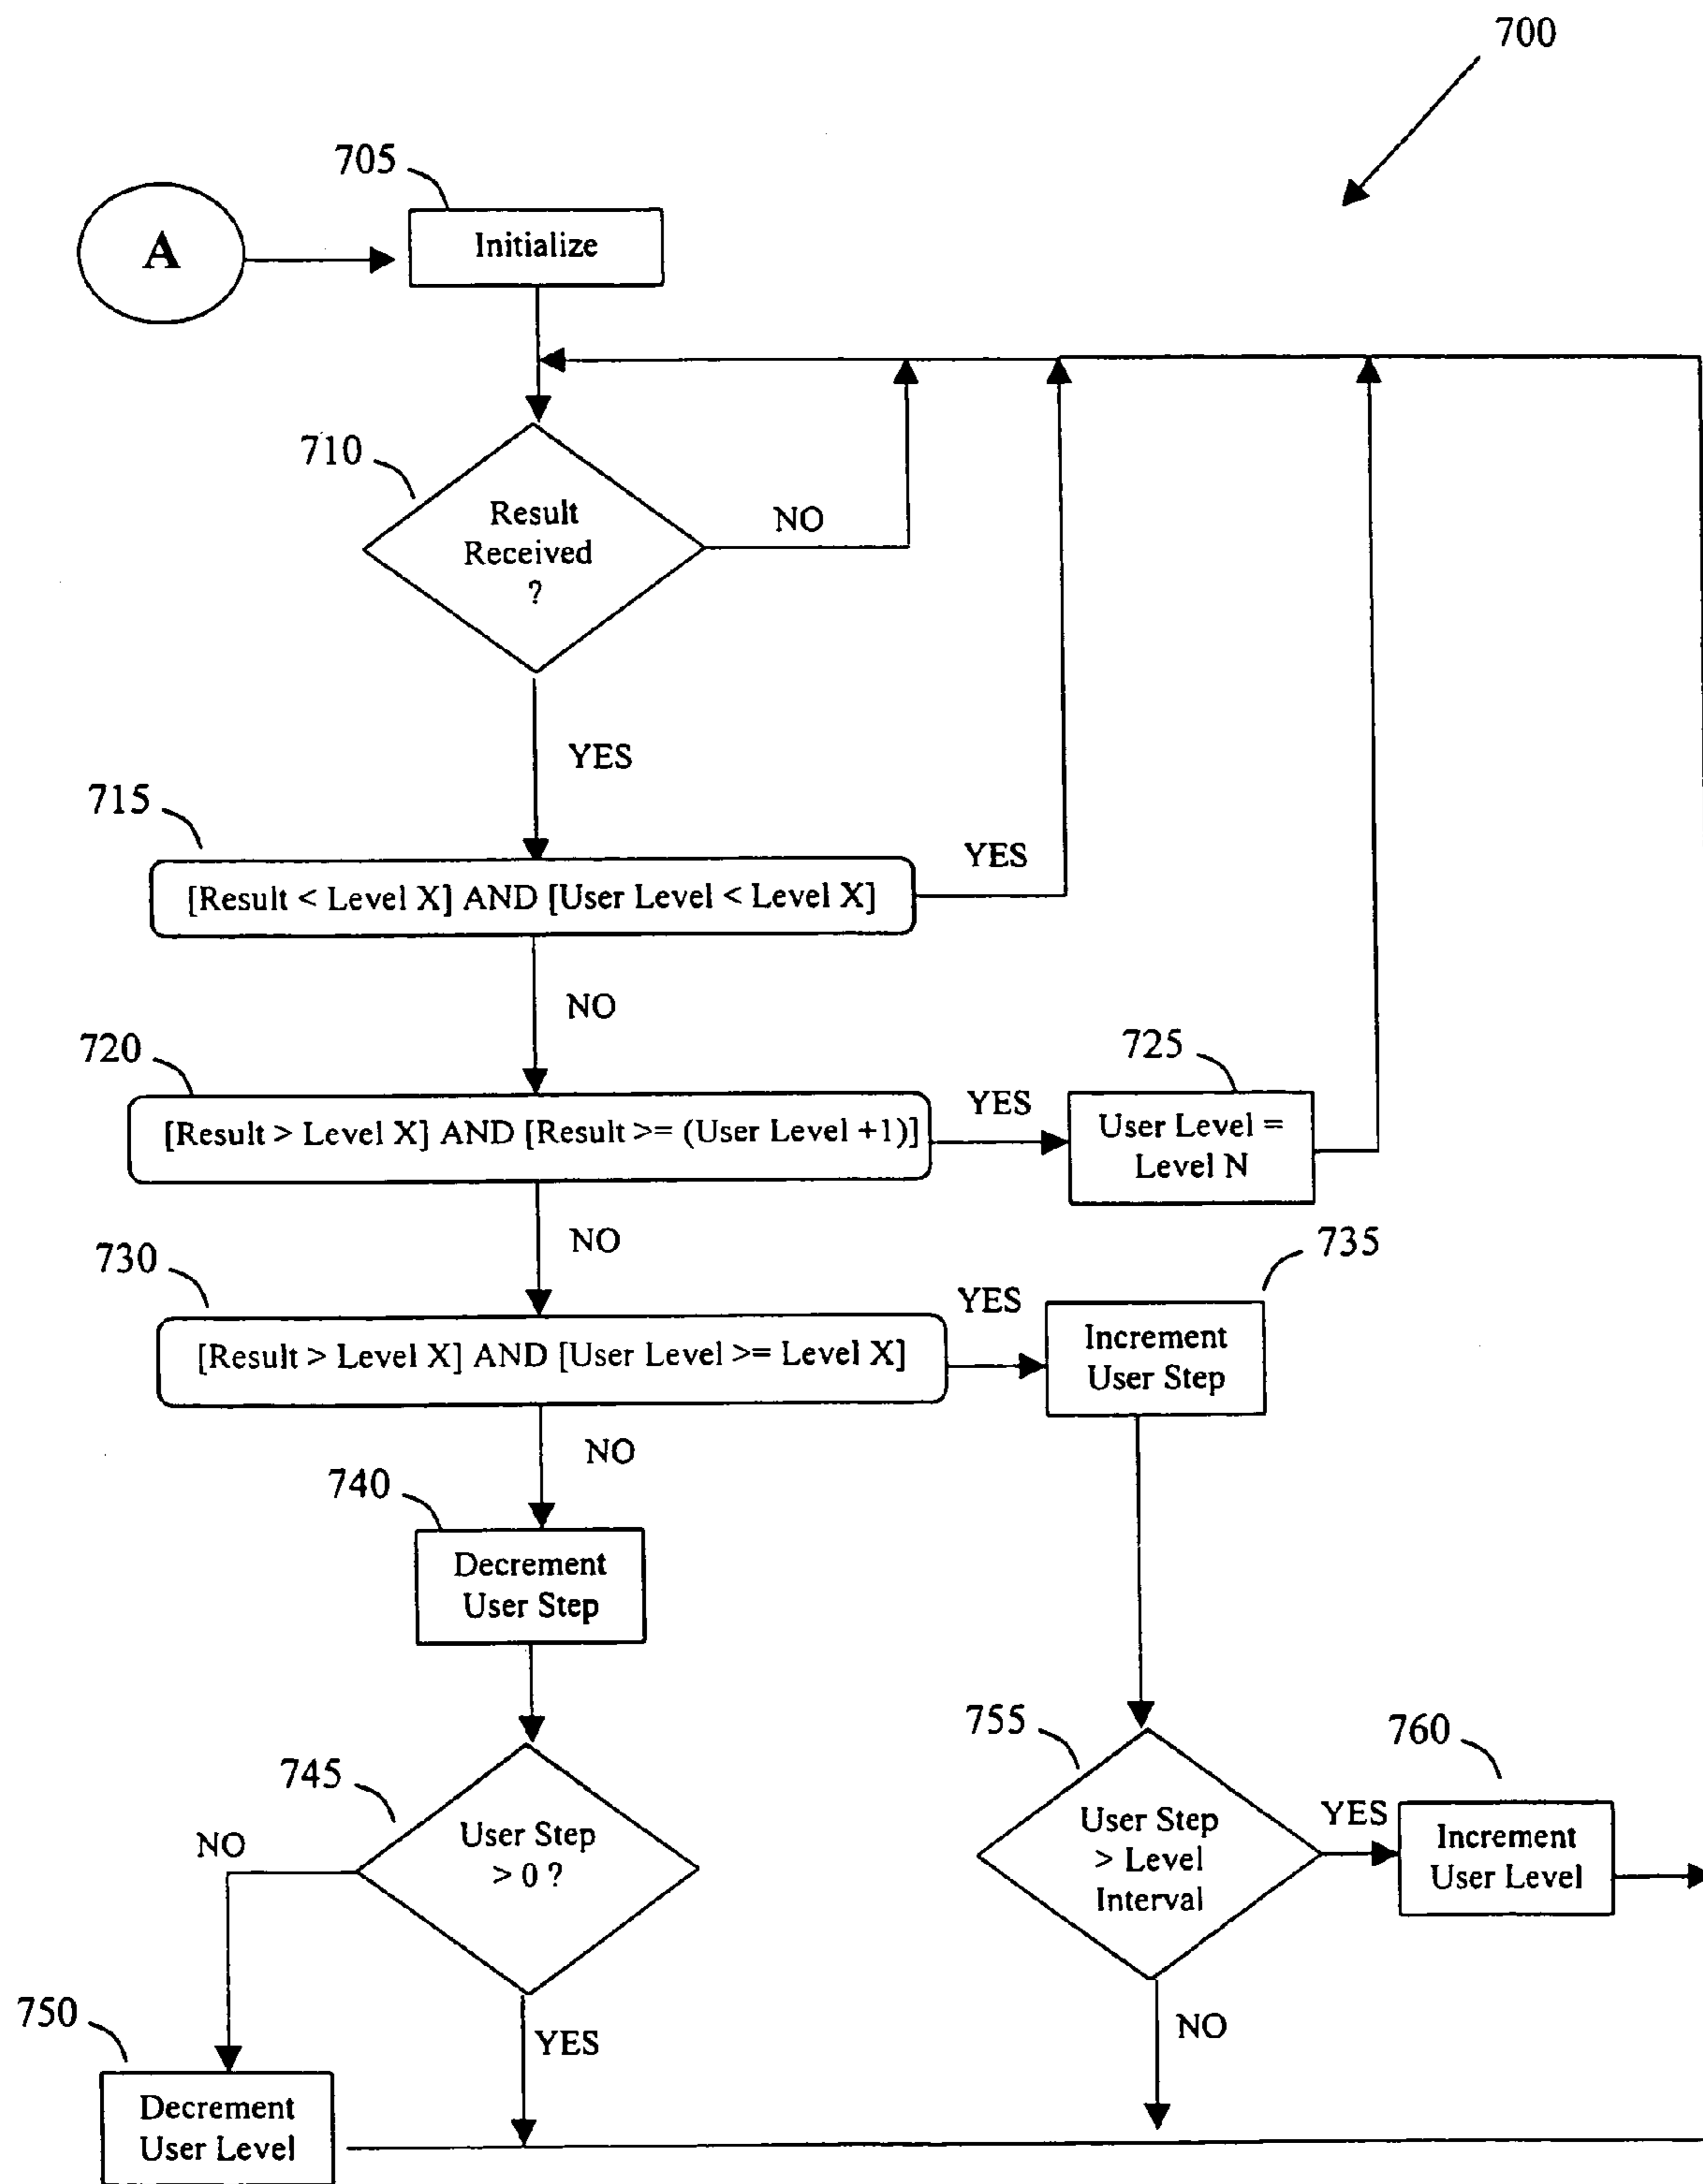 700
705
A
Initialize
710
Result
Received
?
NO
YES
715
[Result < Level X] AND [User Level < Level X]
YES
NO
720
[Result > Level X] AND [Result >= (User Level +1)]
YES
725
User Level =
Level N
NO
730
[Result > Level X] AND [User Level >= Level X]
YES
735
Increment
User Step
NO
740
Decrement
User Step
745
User Step
> 0 ?
NO
YES
750
Decrement
User Level
755
User Step
> Level
Interval
YES
760
Increment
User Level
NO